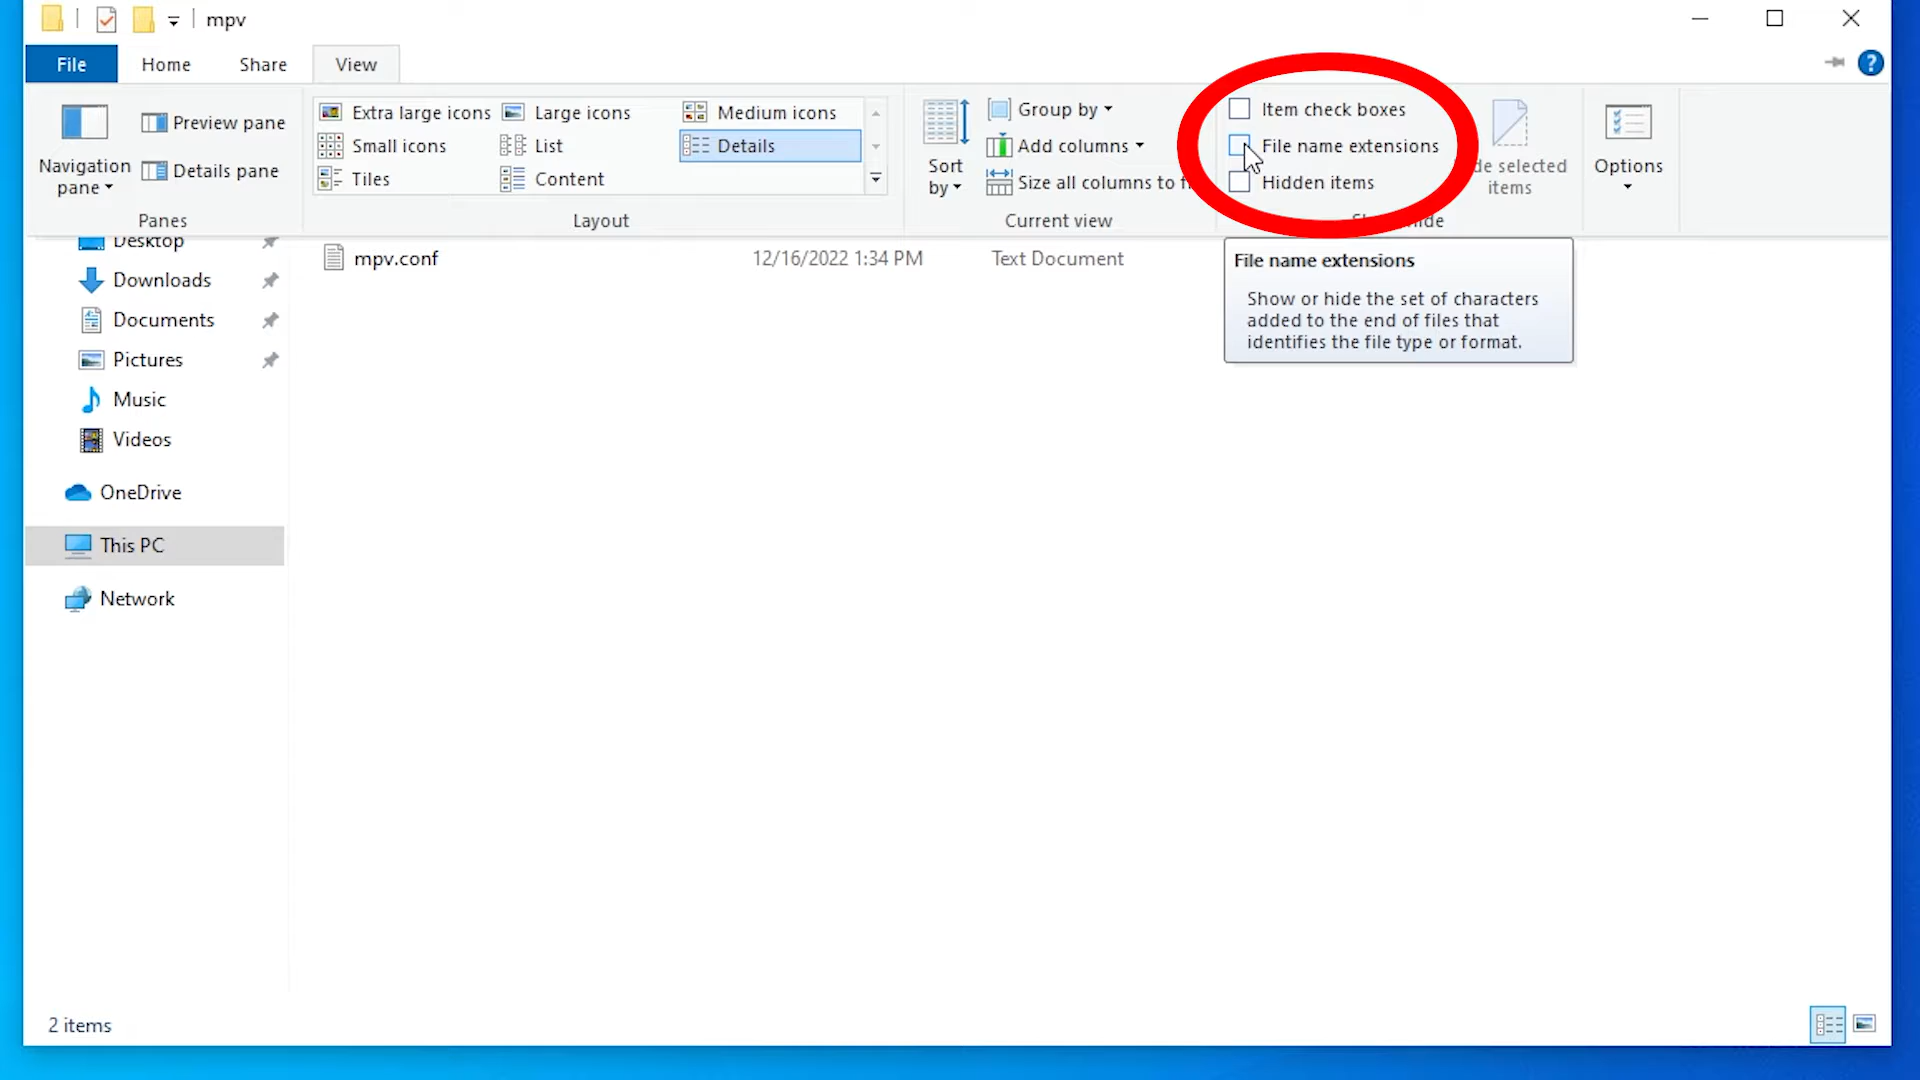 mpv
File
Home
Share
View
?
Navigation
pane
Preview pane
Details pane
Panes
Extra large icons
Large icons
Medium icons
Small icons
List
Details
Tiles
Content
Layout
Sort
by
Group by
Add columns
Size all columns to
Current view
Item check boxes
File name extensions
Hidden items
selected
items
Options
Desktop
Downloads
Documents
Pictures
Music
Videos
OneDrive
This PC
Network
mpv.conf
12/16/2022 1:34 PM
Text Document
File name extensions
Show or hide the set of characters
added to the end of files that
identifies the file type or format.
2 items